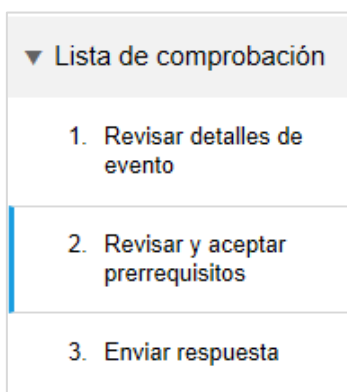 Lista de comprobación
1. Revisar detalles de
evento
2. Revisar y aceptar
prerrequisitos
3. Enviar respuesta